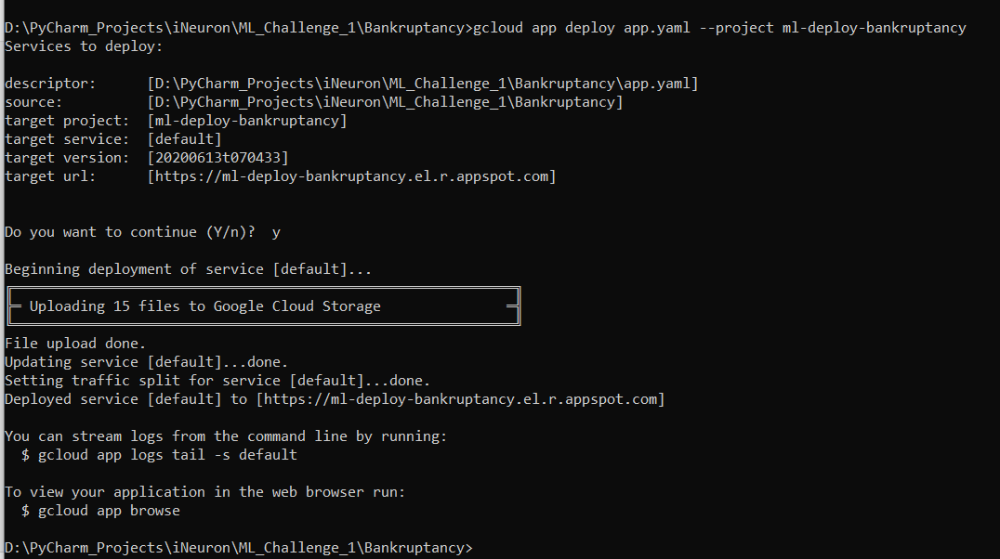 D:\PyCharm_Projects\iNeuron\ML_Challenge_1\Bankruptancy>gcloud app deploy app.yaml --project ml-deploy-bankruptancy
Services to deploy:
descriptor:      [D:\PyCharm_Projects\iNeuron\ML_Challenge_1\Bankruptancy\app.yaml]
source:          [D:\PyCharm_Projects\iNeuron\ML_Challenge_1\Bankruptancy]
target project:  [ml-deploy-bankruptancy]
target service:  [default]
target version:  [20200613t070433]
target url:      [https://ml-deploy-bankruptancy.el.r.appspot.com]
Do you want to continue (Y/n)?  y
Beginning deployment of service [default]...
Uploading 15 files to Google Cloud Storage
File upload done.
Updating service [default]...done.
Setting traffic split for service [default]...done.
Deployed service [default] to [https://ml-deploy-bankruptancy.el.r.appspot.com]
You can stream logs from the command line by running:
  $ gcloud app logs tail -s default
To view your application in the web browser run:
  $ gcloud app browse
D:\PyCharm_Projects\iNeuron\ML_Challenge_1\Bankruptancy>